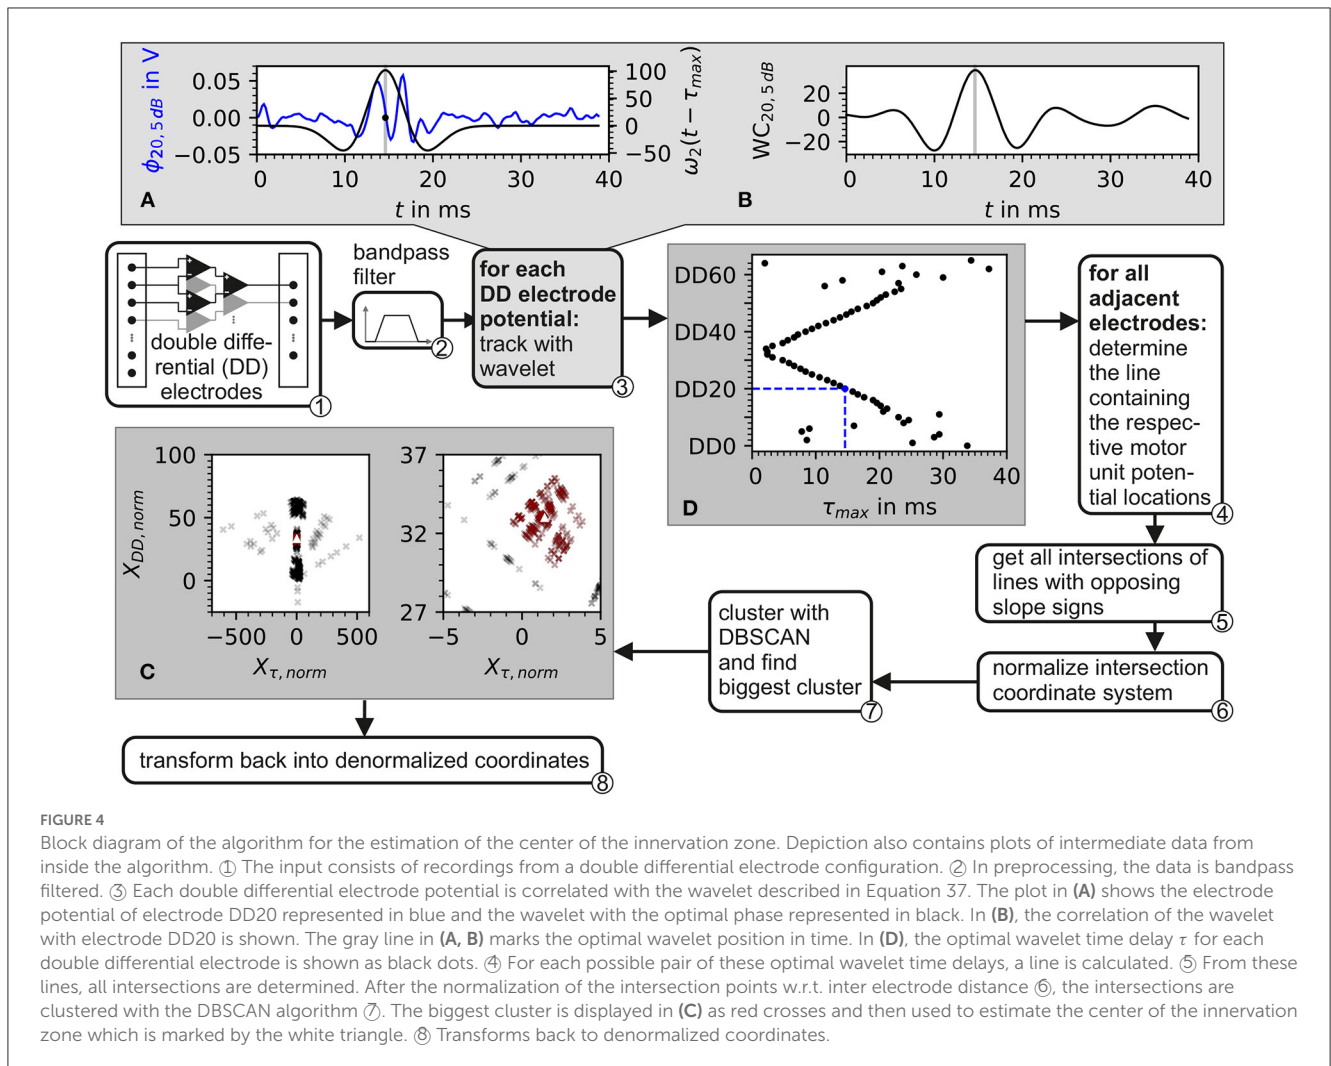 ϕ20, 5 dB in V
0.05
0.00
−0.05
0 10 20 30 40
t in ms
100
50
0
−50
ω2(t − τmax)
A
WC20, 5 dB
20
0
−20
0 10 20 30 40
t in ms
B
double diffe-
rential (DD)
electrodes
1
bandpass
filter
2
for each
DD electrode
potential:
track with
wavelet
3
DD60
DD40
DD20
DD0
0 10 20 30 40
τmax in ms
D
for all
adjacent
electrodes:
determine
the line
containing
the respec-
tive motor
unit poten-
tial locations
4
get all intersections of
lines with opposing
slope signs
5
normalize intersection
coordinate system
6
cluster with
DBSCAN
and find
biggest cluster
7
XDD, norm
100
50
0
−500 0 500
Xτ, norm
37
32
27
−5 0 5
Xτ, norm
C
transform back into denormalized coordinates
8
FIGURE 4
Block diagram of the algorithm for the estimation of the center of the innervation zone. Depiction also contains plots of intermediate data from
inside the algorithm. ① The input consists of recordings from a double differential electrode configuration. ② In preprocessing, the data is bandpass
filtered. ③ Each double differential electrode potential is correlated with the wavelet described in Equation 37. The plot in (A) shows the electrode
potential of electrode DD20 represented in blue and the wavelet with the optimal phase represented in black. In (B), the correlation of the wavelet
with electrode DD20 is shown. The gray line in (A, B) marks the optimal wavelet position in time. In (D), the optimal wavelet time delay τ for each
double differential electrode is shown as black dots. ④ For each possible pair of these optimal wavelet time delays, a line is calculated. ⑤ From these
lines, all intersections are determined. After the normalization of the intersection points w.r.t. inter electrode distance ⑥, the intersections are
clustered with the DBSCAN algorithm ⑦. The biggest cluster is displayed in (C) as red crosses and then used to estimate the center of the innervation
zone which is marked by the white triangle. ⑧ Transforms back to denormalized coordinates.